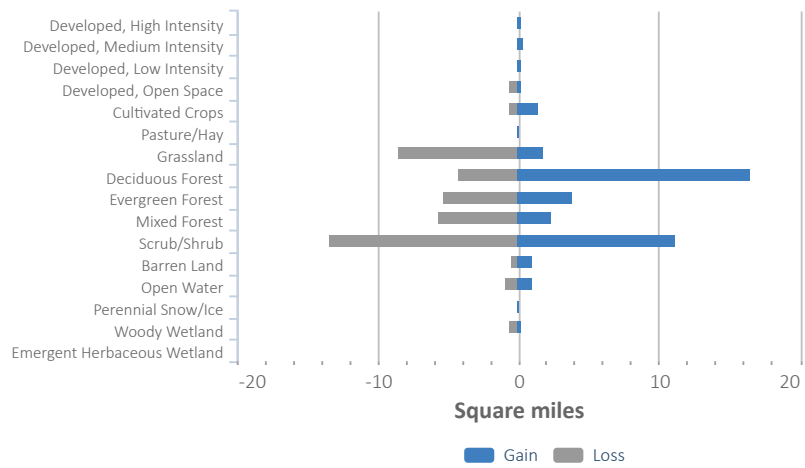 Developed, High Intensity
Developed, Medium Intensity
Developed, Low Intensity
Developed, Open Space
Cultivated Crops
Pasture/Hay
Grassland
Deciduous Forest
Evergreen Forest
Mixed Forest
Scrub/Shrub
Barren Land
Open Water
Perennial Snow/Ice
Woody Wetland
Emergent Herbaceous Wetland
-20 -10 0 10 20
Square miles
Gain Loss